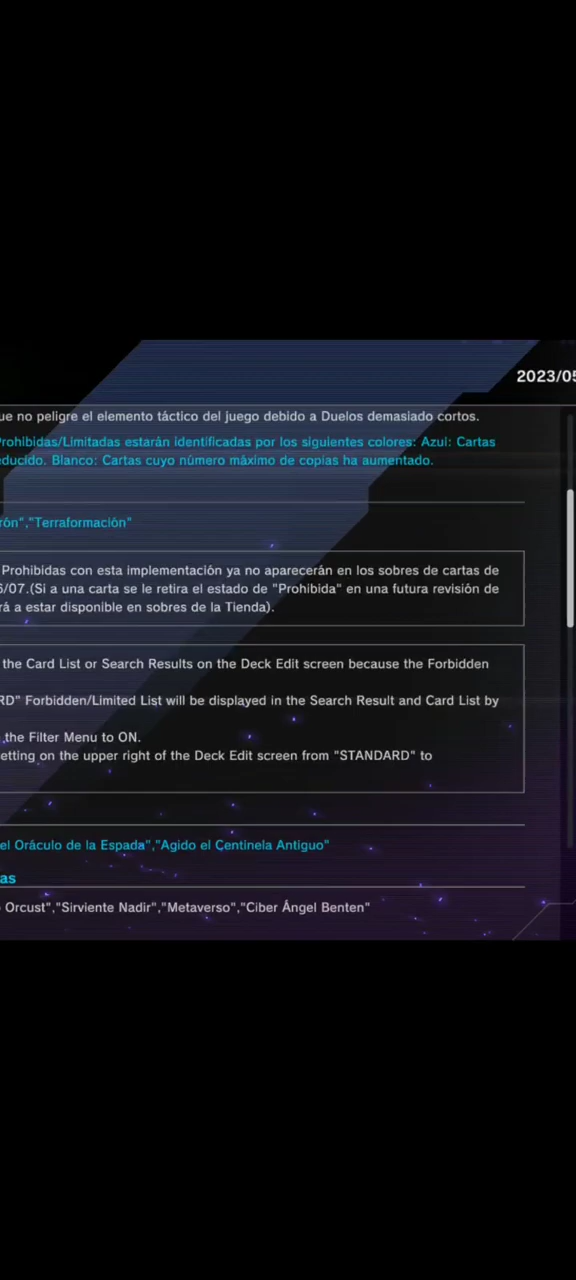 2023/05
ue no peligre el elemento táctico del juego debido a Duelos demasiado cortos.
Prohibidas/Limitadas estarán identificadas por los siguientes colores: Azul: Cartas
educido. Blanco: Cartas cuyo número máximo de copias ha aumentado.
rón","Terraformación"
Prohibidas con esta implementación ya no aparecerán en los sobres de cartas de
6/07.(Si a una carta se le retira el estado de "Prohibida" en una futura revisión de
rá a estar disponible en sobres de la Tienda).
the Card List or Search Results on the Deck Edit screen because the Forbidden
RD" Forbidden/Limited List will be displayed in the Search Result and Card List by
the Filter Menu to ON.
etting on the upper right of the Deck Edit screen from "STANDARD" to
el Oráculo de la Espada","Agido el Centinela Antiguo"
as
Orcust","Sirviente Nadir","Metaverso","Ciber Ángel Benten"